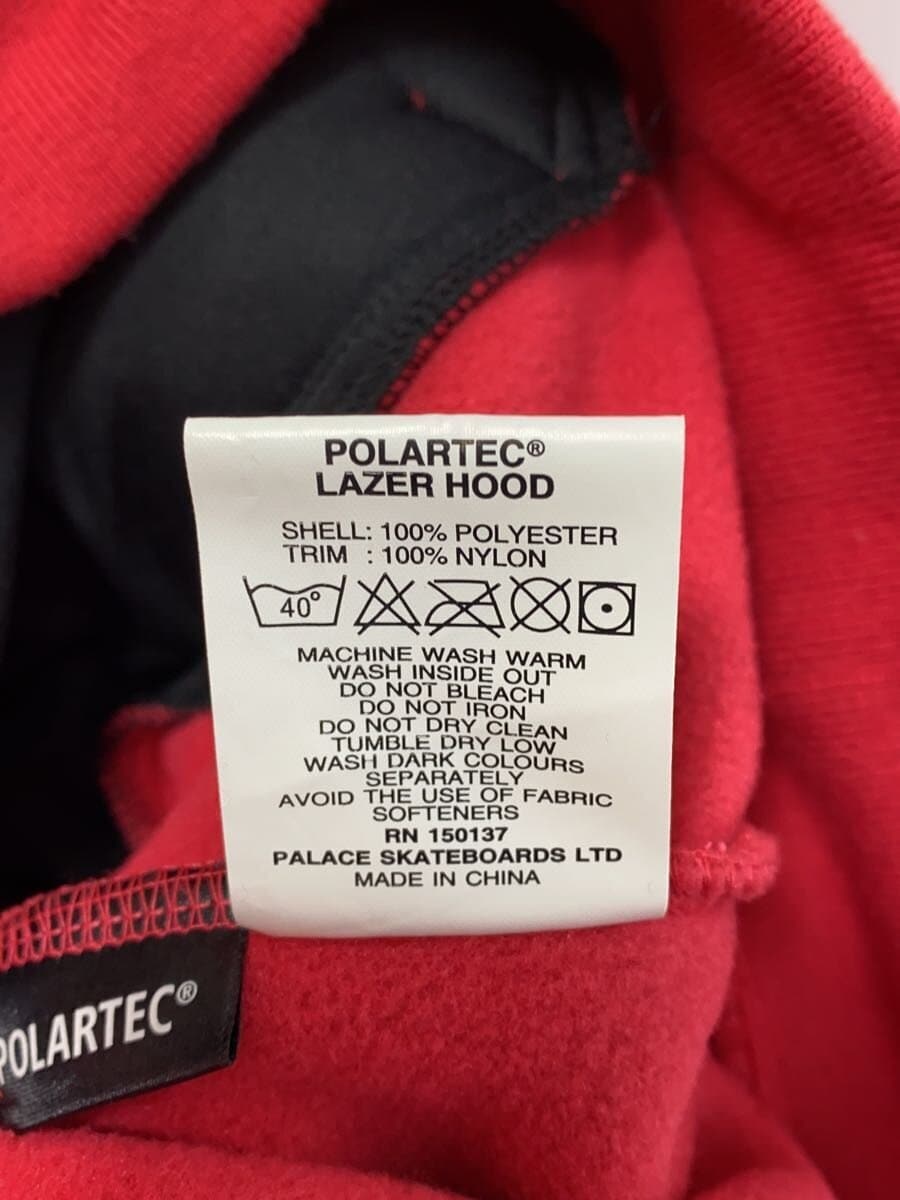 POLARTEC®
LAZER HOOD
SHELL: 100% POLYESTER
TRIM : 100% NYLON
40°
MACHINE WASH WARM
WASH INSIDE OUT
DO NOT BLEACH
DO NOT IRON
DO NOT DRY CLEAN
TUMBLE DRY LOW
WASH DARK COLOURS
SEPARATELY
AVOID THE USE OF FABRIC
SOFTENERS
RN 150137
PALACE SKATEBOARDS LTD
MADE IN CHINA
POLARTEC®